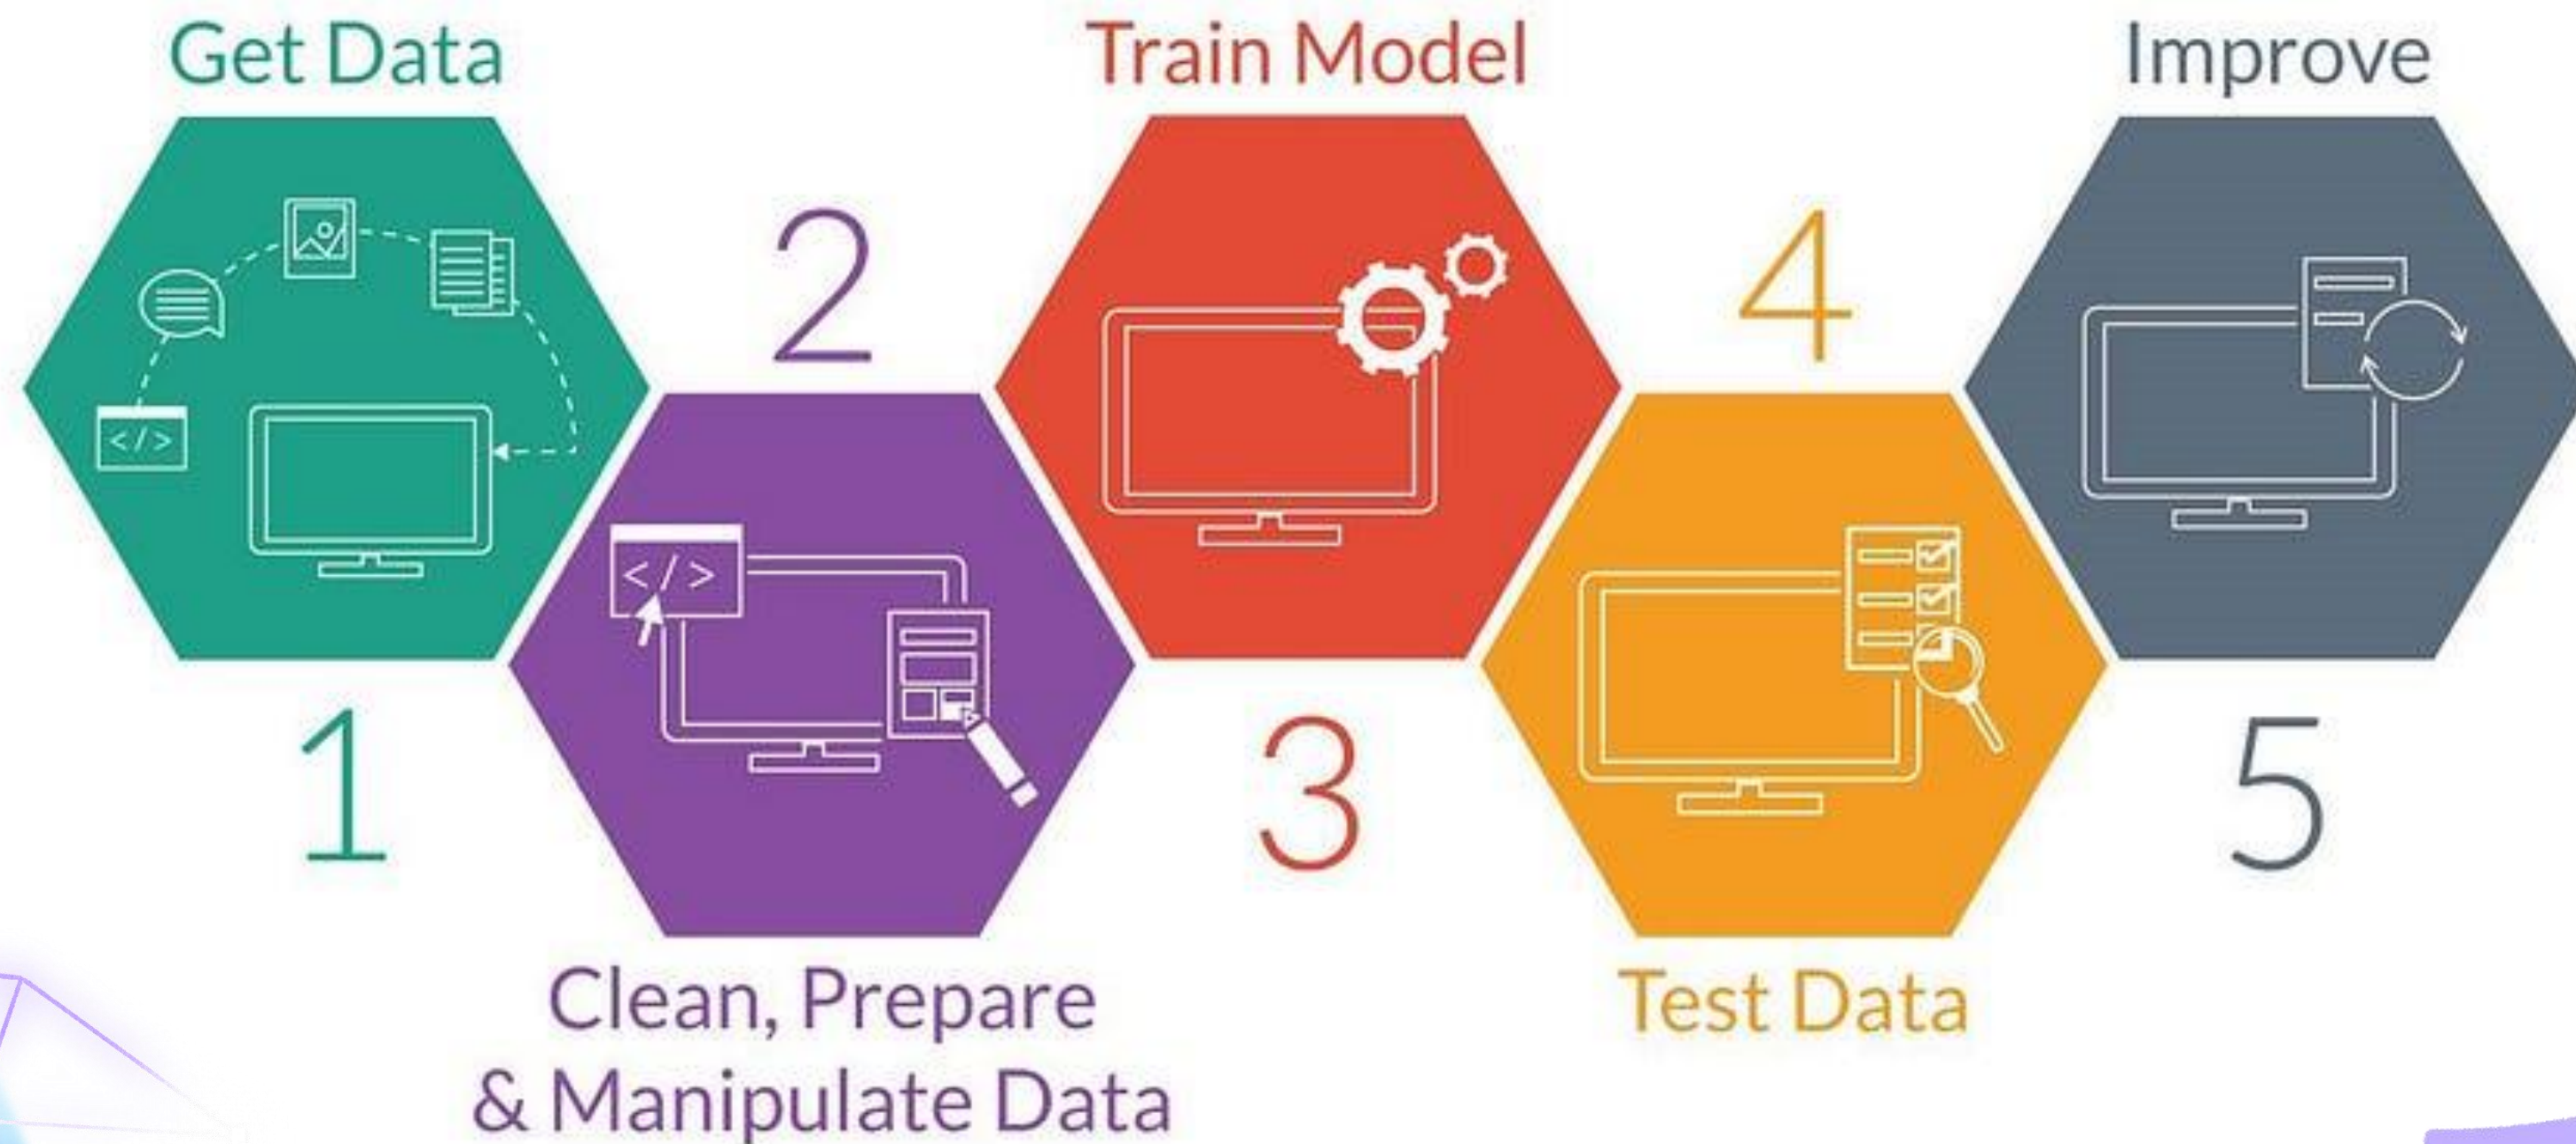 Get Data
</>
1
2
</>
Clean, Prepare
& Manipulate Data
Train Model
3
4
Test Data
Improve
5